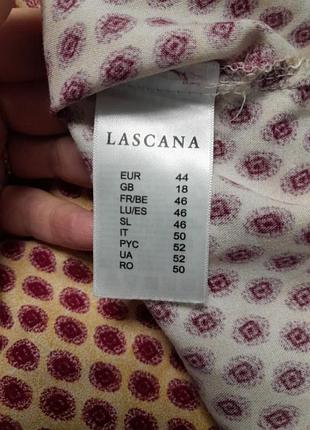 LASCANA
EUR 44
GB 18
FR/BE 46
LU/ES 46
SL 46
IT 50
РУС 52
UA 52
RO 50